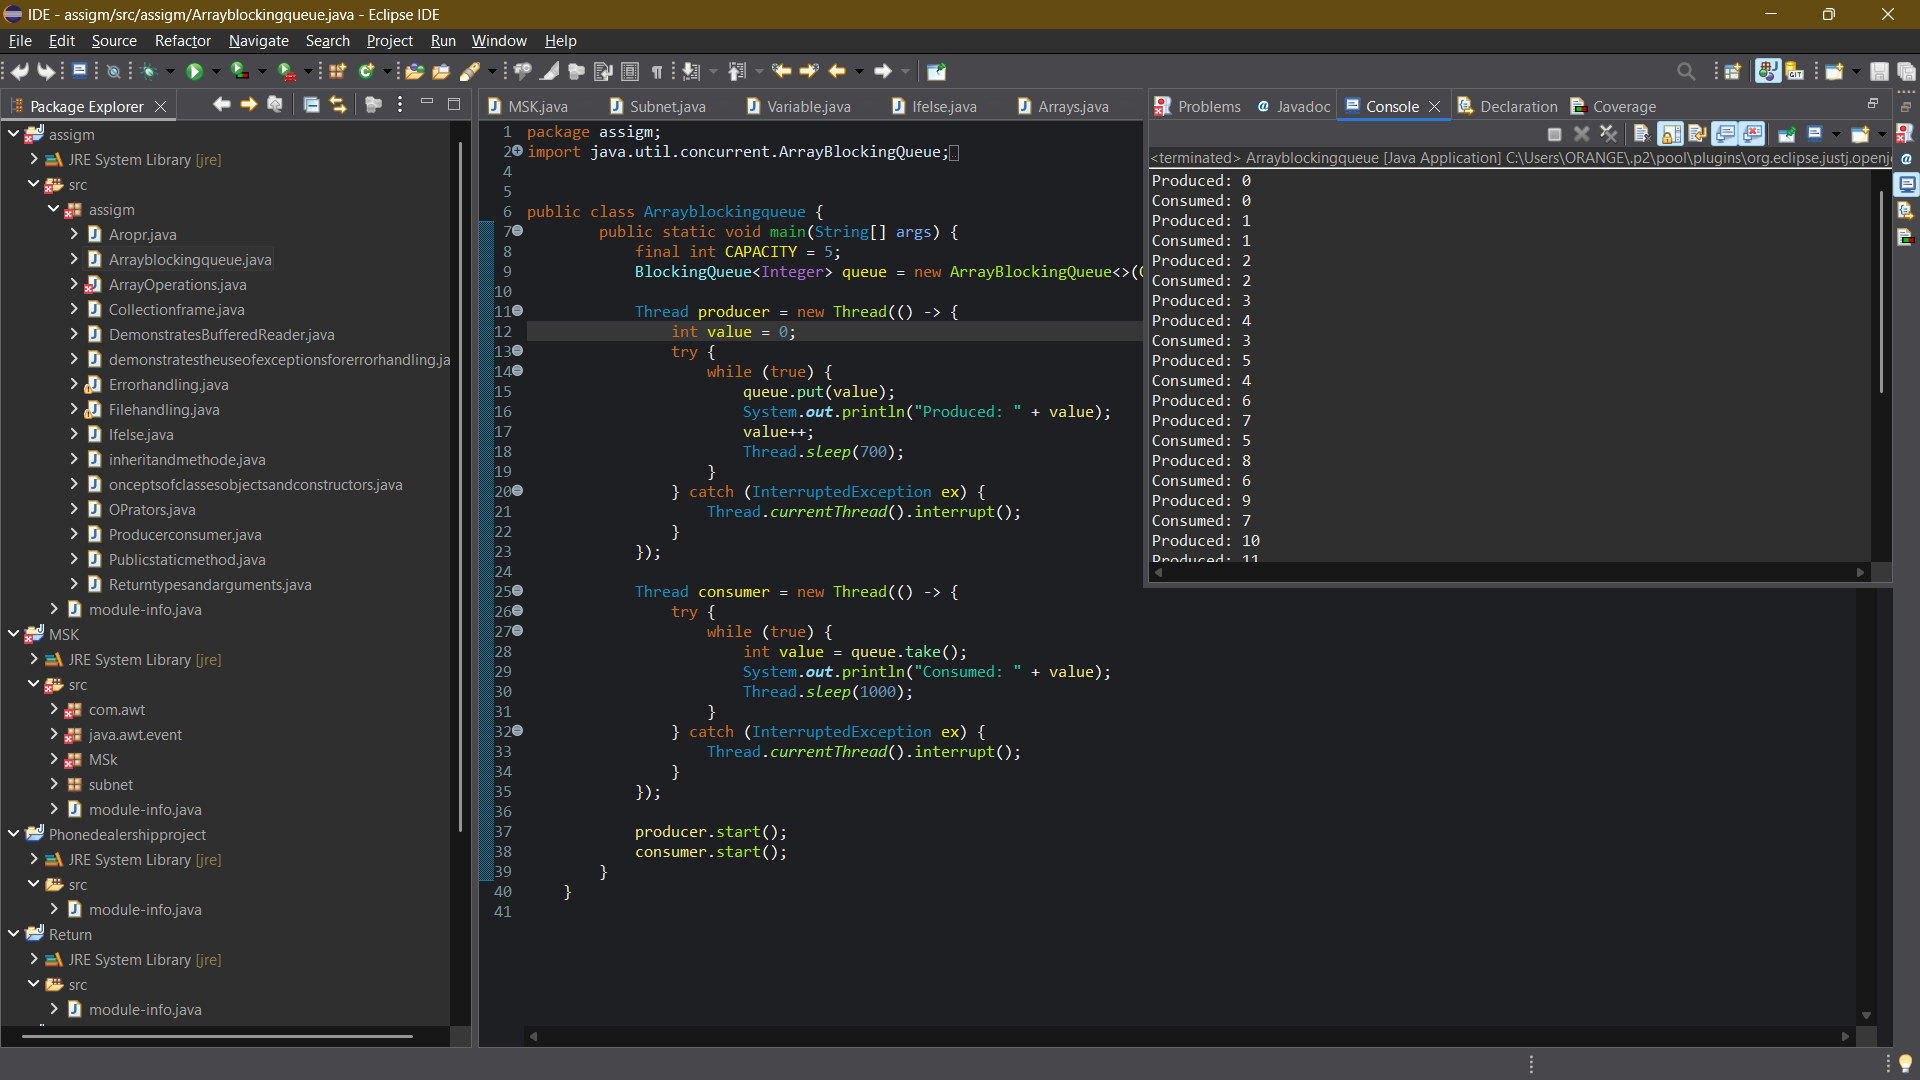 IDE - assigm/src/assigm/Arrayblockingqueue.java - Eclipse IDE
File Edit Source Refactor Navigate Search Project Run Window Help
Package Explorer
assigm
JRE System Library [jre]
src
assigm
Aropr.java
Arrayblockingqueue.java
ArrayOperations.java
Collectionframe.java
DemonstratesBufferedReader.java
demonstratestheuseofexceptionsforerrorhandling.ja
Errorhandling.java
Filehandling.java
Ifelse.java
inheritandmethode.java
onceptsofclassesobjectsandconstructors.java
OPrators.java
Producerconsumer.java
Publicstaticmethod.java
Returntypesandarguments.java
module-info.java
MSK
JRE System Library [jre]
src
com.awt
java.awt.event
MSk
subnet
module-info.java
Phonedealershipproject
JRE System Library [jre]
src
module-info.java
Return
JRE System Library [jre]
src
module-info.java
MSK.java Subnet.java Variable.java Ifelse.java Arrays.java
1 package assigm;
2 import java.util.concurrent.ArrayBlockingQueue;
4
5
6 public class Arrayblockingqueue {
7 public static void main(String[] args) {
8 final int CAPACITY = 5;
9 BlockingQueue<Integer> queue = new ArrayBlockingQueue<>(
10
11 Thread producer = new Thread(() -> {
12 int value = 0;
13 try {
14 while (true) {
15 queue.put(value);
16 System.out.println("Produced: " + value);
17 value++;
18 Thread.sleep(700);
19 }
20 } catch (InterruptedException ex) {
21 Thread.currentThread().interrupt();
22 }
23 });
24
25 Thread consumer = new Thread(() -> {
26 try {
27 while (true) {
28 int value = queue.take();
29 System.out.println("Consumed: " + value);
30 Thread.sleep(1000);
31 }
32 } catch (InterruptedException ex) {
33 Thread.currentThread().interrupt();
34 }
35 });
36
37 producer.start();
38 consumer.start();
39 }
40 }
41
Problems Javadoc Console Declaration Coverage
<terminated> Arrayblockingqueue [Java Application] C:\Users\ORANGE\.p2\pool\plugins\org.eclipse.justj.openj
Produced: 0
Consumed: 0
Produced: 1
Consumed: 1
Produced: 2
Consumed: 2
Produced: 3
Produced: 4
Consumed: 3
Produced: 5
Consumed: 4
Produced: 6
Produced: 7
Consumed: 5
Produced: 8
Consumed: 6
Produced: 9
Consumed: 7
Produced: 10
Produced: 11